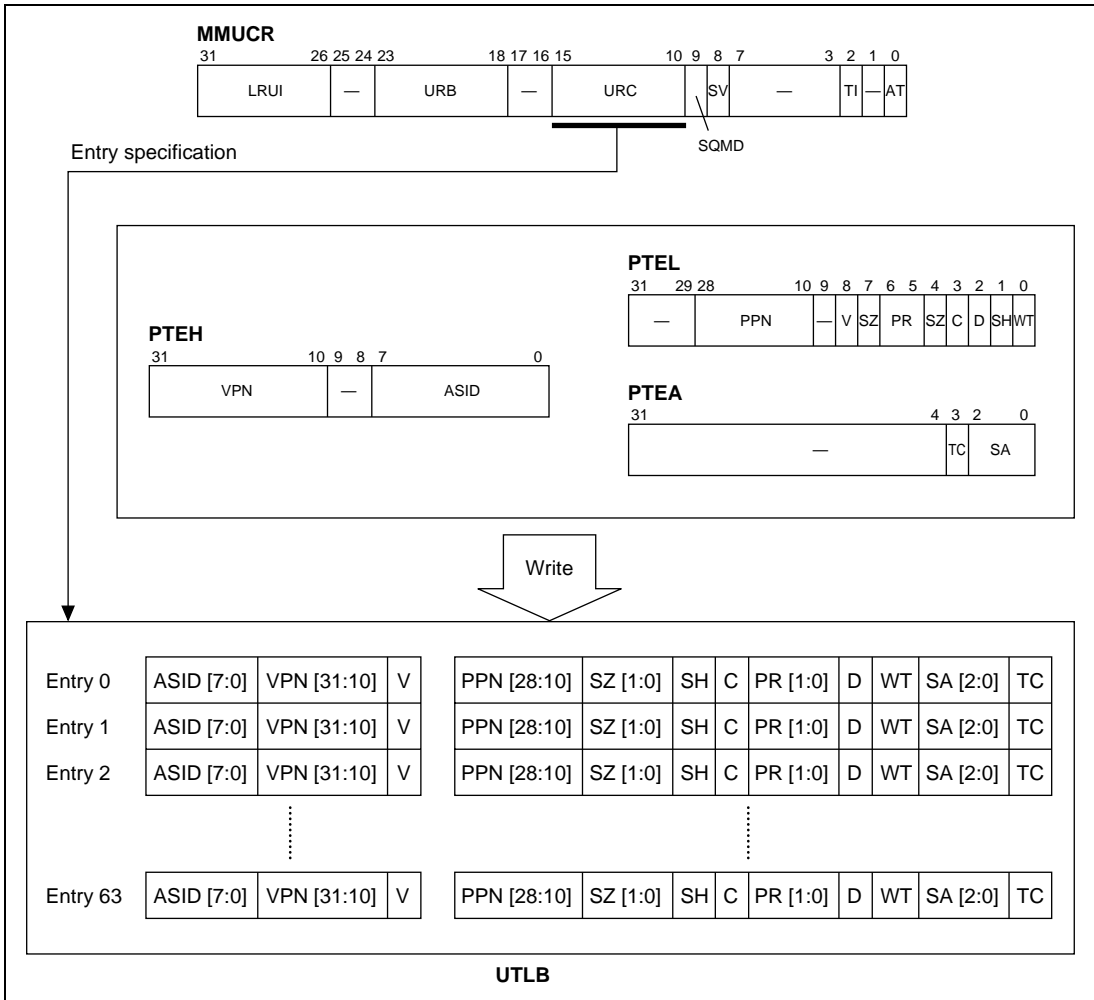 MMUCR
31 26 25 24 23 18 17 16 15 10 9 8 7 3 2 1 0
LRUI — URB — URC SV — TI — AT
SQMD
Entry specification
PTEL
31 29 28 10 9 8 7 6 5 4 3 2 1 0
— PPN — V SZ PR SZ C D SH WT
PTEH
31 10 9 8 7 0
VPN — ASID
PTEA
31 4 3 2 0
— TC SA
Write
Entry 0 ASID [7:0] VPN [31:10] V PPN [28:10] SZ [1:0] SH C PR [1:0] D WT SA [2:0] TC
Entry 1 ASID [7:0] VPN [31:10] V PPN [28:10] SZ [1:0] SH C PR [1:0] D WT SA [2:0] TC
Entry 2 ASID [7:0] VPN [31:10] V PPN [28:10] SZ [1:0] SH C PR [1:0] D WT SA [2:0] TC
Entry 63 ASID [7:0] VPN [31:10] V PPN [28:10] SZ [1:0] SH C PR [1:0] D WT SA [2:0] TC
UTLB